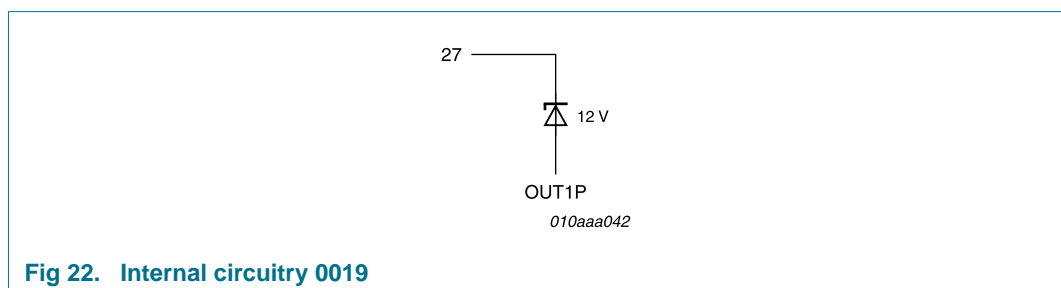 27
12 V
OUT1P
010aaa042
Fig 22. Internal circuitry 0019